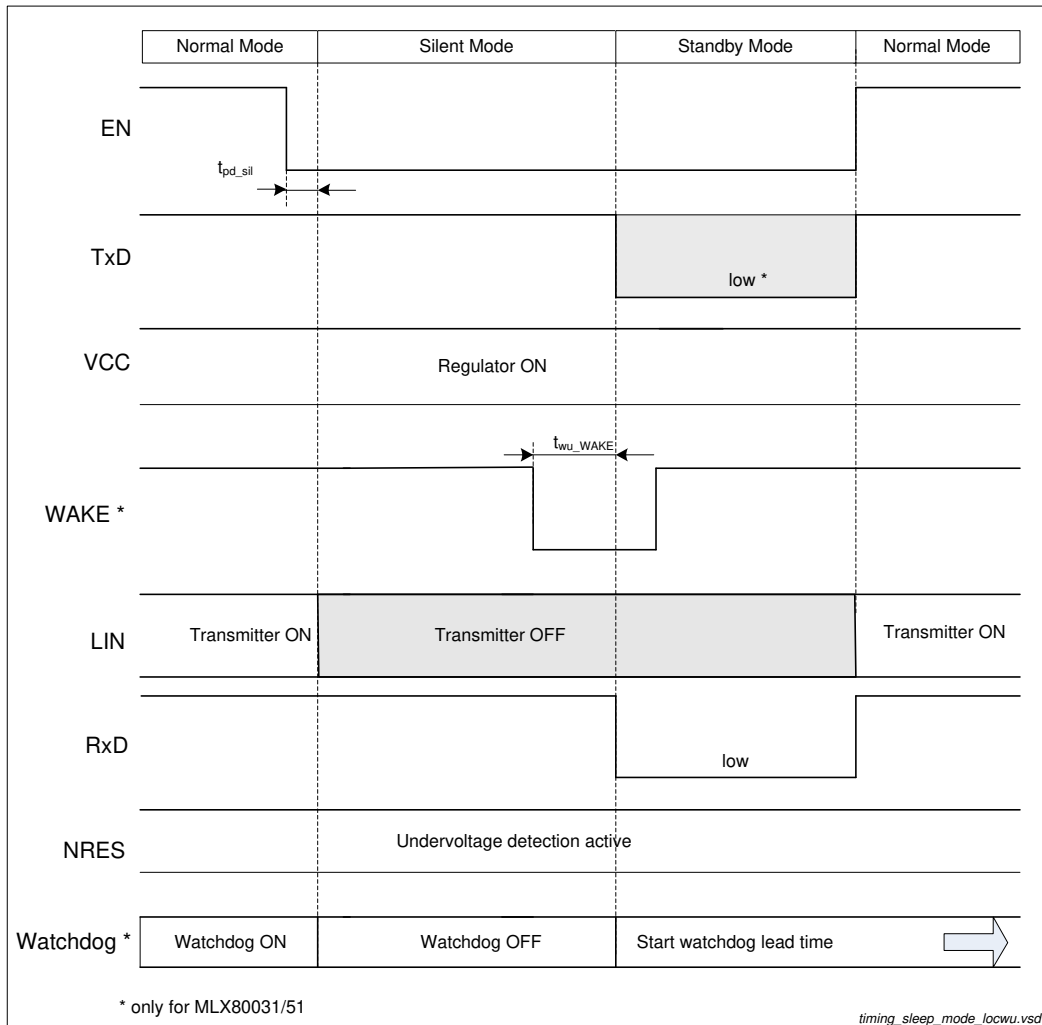 Normal Mode Silent Mode Standby Mode Normal Mode
EN
tpd_sil
TxD
low *
VCC
Regulator ON
twu_WAKE
WAKE *
LIN
Transmitter ON Transmitter OFF Transmitter ON
RxD
low
NRES
Undervoltage detection active
Watchdog * Watchdog ON Watchdog OFF Start watchdog lead time
* only for MLX80031/51
timing_sleep_mode_locwu.vsd